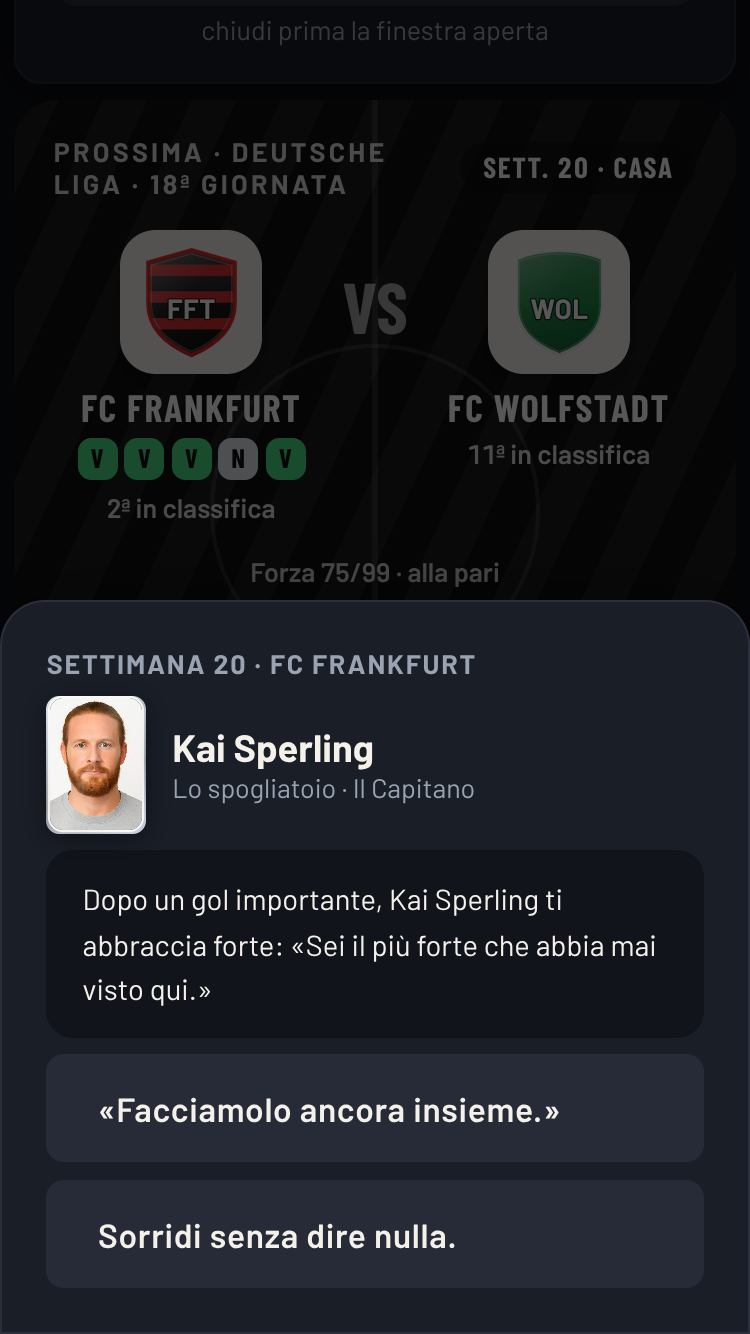 chiudi prima la finestra aperta
PROSSIMA · DEUTSCHE
LIGA · 18ª GIORNATA
SETT. 20 · CASA
FFT
VS
WOL
FC FRANKFURT
FC WOLFSTADT
V V V N V
11ª in classifica
2ª in classifica
Forza 75/99 · alla pari
SETTIMANA 20 · FC FRANKFURT
Kai Sperling
Lo spogliatoio · Il Capitano
Dopo un gol importante, Kai Sperling ti
abbraccia forte: «Sei il più forte che abbia mai
visto qui.»
«Facciamolo ancora insieme.»
Sorridi senza dire nulla.